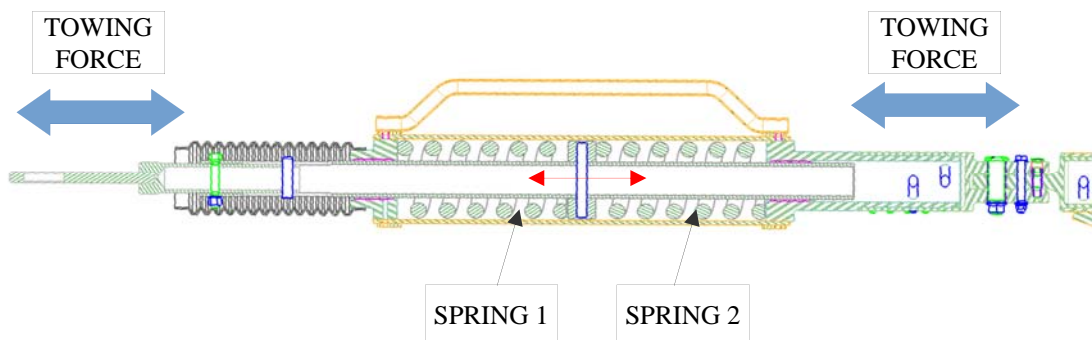 TOWING
FORCE
TOWING
FORCE
SPRING 1
SPRING 2